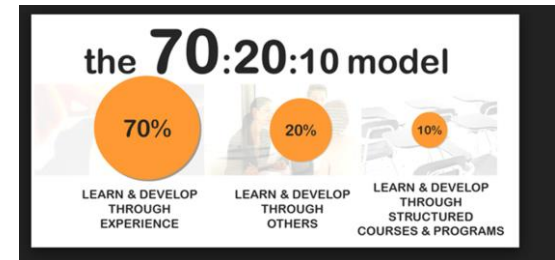 the 70:20:10 model
70%
20%
10%
LEARN & DEVELOP
THROUGH
EXPERIENCE
LEARN & DEVELOP
THROUGH
OTHERS
LEARN & DEVELOP
THROUGH
STRUCTURED
COURSES & PROGRAMS